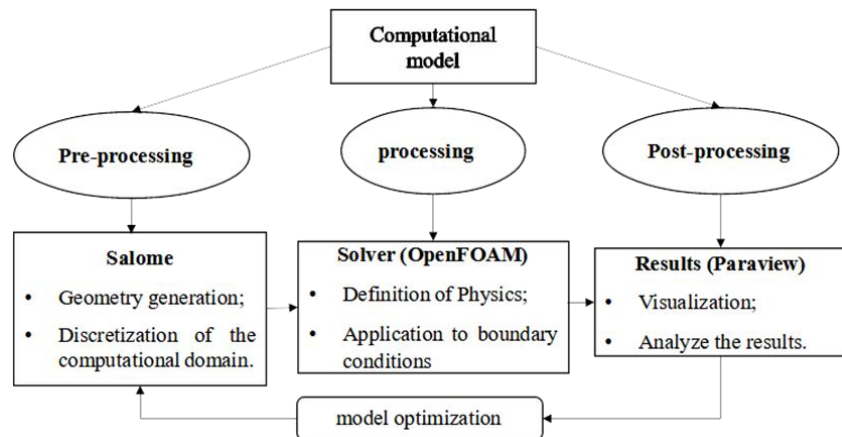 Computational
model
Pre-processing
processing
Post-processing
Salome
• Geometry generation;
• Discretization of the
computational domain.
Solver (OpenFOAM)
• Definition of Physics;
• Application to boundary
conditions
Results (Paraview)
• Visualization;
• Analyze the results.
model optimization